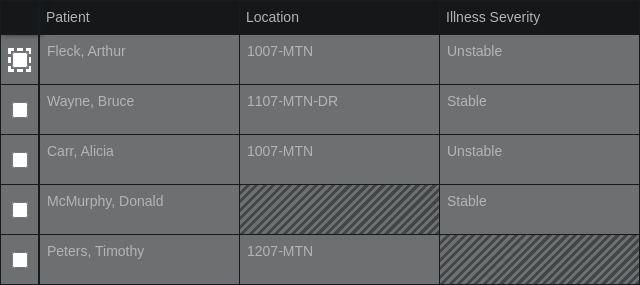 Patient Location Illness Severity
Fleck, Arthur 1007-MTN Unstable
Wayne, Bruce 1107-MTN-DR Stable
Carr, Alicia 1007-MTN Unstable
McMurphy, Donald Stable
Peters, Timothy 1207-MTN